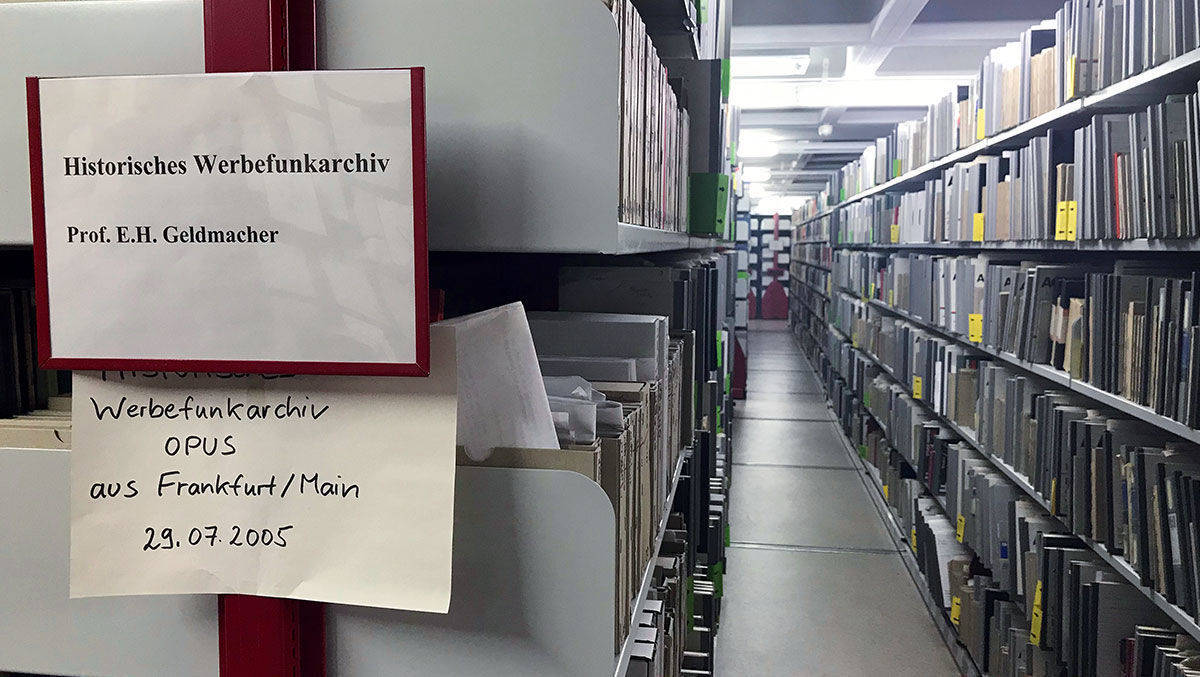 Historisches Werbefunkarchiv
Prof. E.H. Geldmacher
Werbefunkarchiv
OPUS
aus Frankfurt/Main
29.07.2005